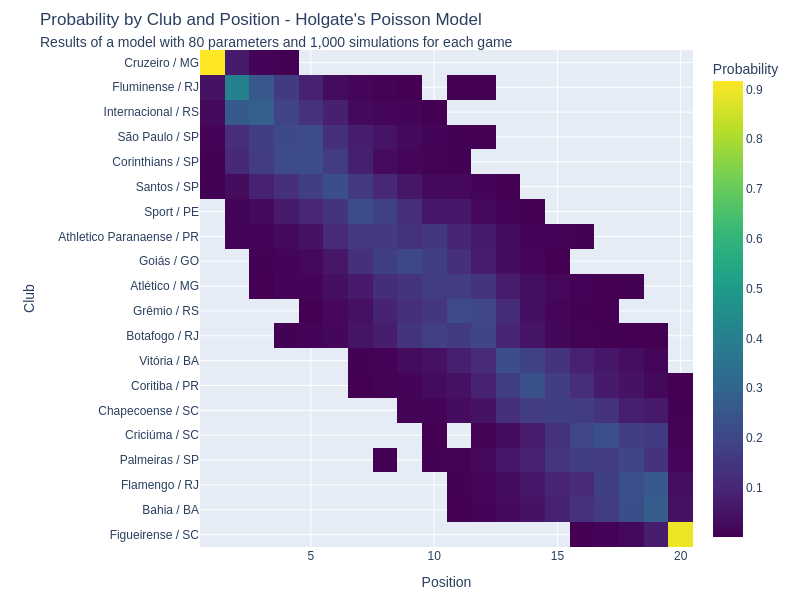 Probability by Club and Position - Holgate's Poisson Model
Results of a model with 80 parameters and 1,000 simulations for each game
Probability
Club
Cruzeiro / MG
Fluminense / RJ
Internacional / RS
São Paulo / SP
Corinthians / SP
Santos / SP
Sport / PE
Athletico Paranaense / PR
Goiás / GO
Atlético / MG
Grêmio / RS
Botafogo / RJ
Vitória / BA
Coritiba / PR
Chapecoense / SC
Criciúma / SC
Palmeiras / SP
Flamengo / RJ
Bahia / BA
Figueirense / SC
0.9
0.8
0.7
0.6
0.5
0.4
0.3
0.2
0.1
5
10
15
20
Position